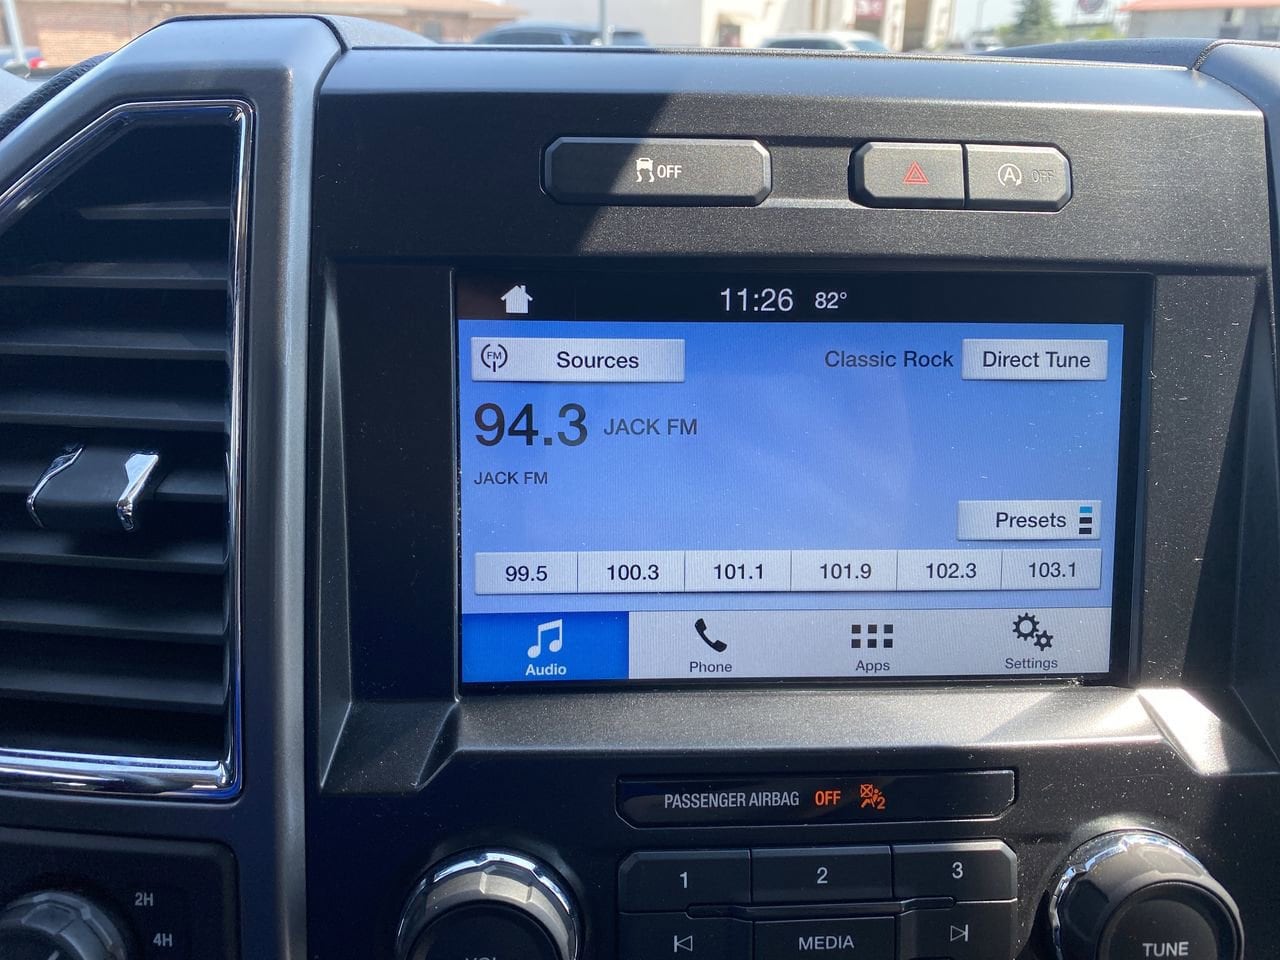 OFF
A OFF
11:26 82°
FM Sources
Classic Rock
Direct Tune
94.3 JACK FM
JACK FM
Presets
99.5 100.3 101.1 101.9 102.3 103.1
Audio Phone Apps Settings
PASSENGER AIRBAG OFF 2
1 2 3
2H
4H
MEDIA
TUNE